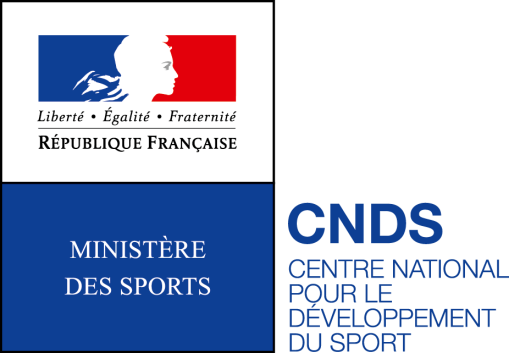 Liberté • Égalité • Fraternité
RÉPUBLIQUE FRANÇAISE
MINISTÈRE
DES SPORTS
CNDS
CENTRE NATIONAL
POUR LE
DÉVELOPPEMENT
DU SPORT